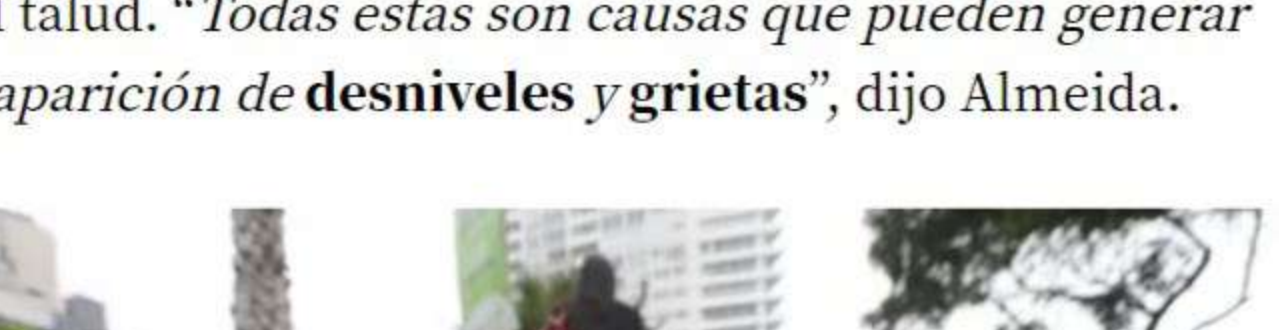 talud. “Todas estas son causas que pueden generar
aparición de desniveles y grietas”, dijo Almeida.